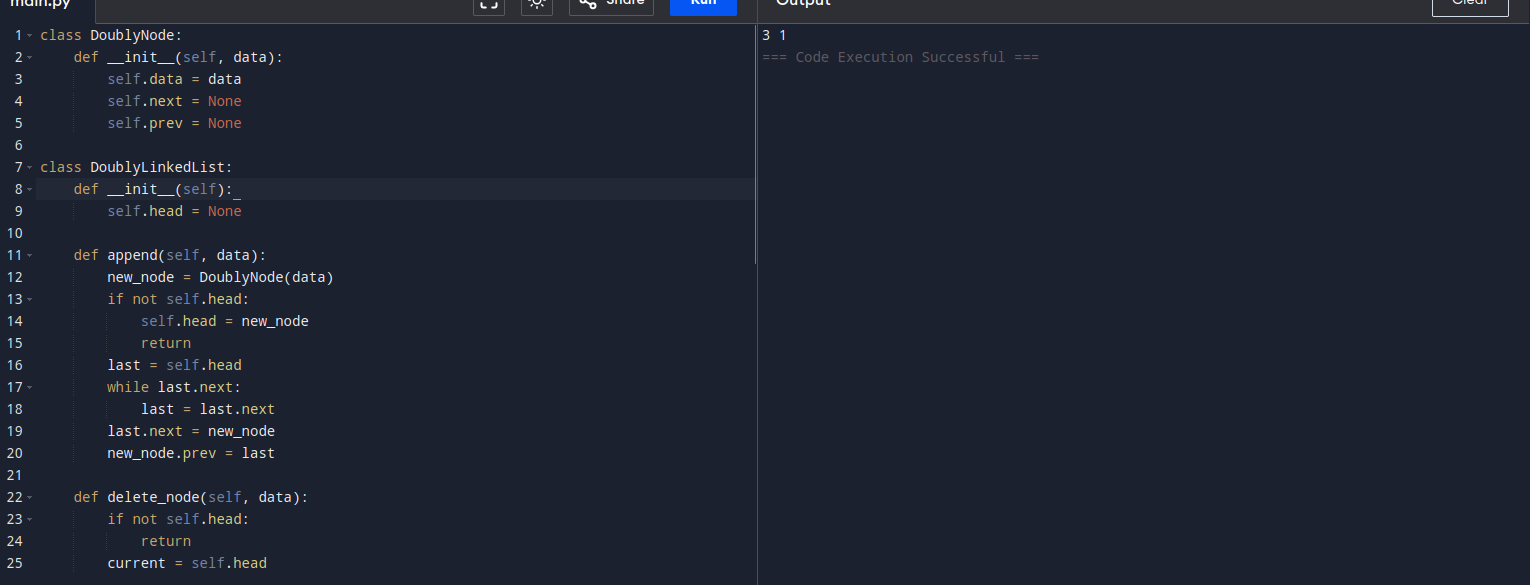 main.py Share Run Output Clear
1 class DoublyNode:
2     def __init__(self, data):
3         self.data = data
4         self.next = None
5         self.prev = None
6
7 class DoublyLinkedList:
8     def __init__(self):
9         self.head = None
10
11     def append(self, data):
12         new_node = DoublyNode(data)
13         if not self.head:
14             self.head = new_node
15             return
16         last = self.head
17         while last.next:
18             last = last.next
19         last.next = new_node
20         new_node.prev = last
21
22     def delete_node(self, data):
23         if not self.head:
24             return
25         current = self.head
3 1
=== Code Execution Successful ===